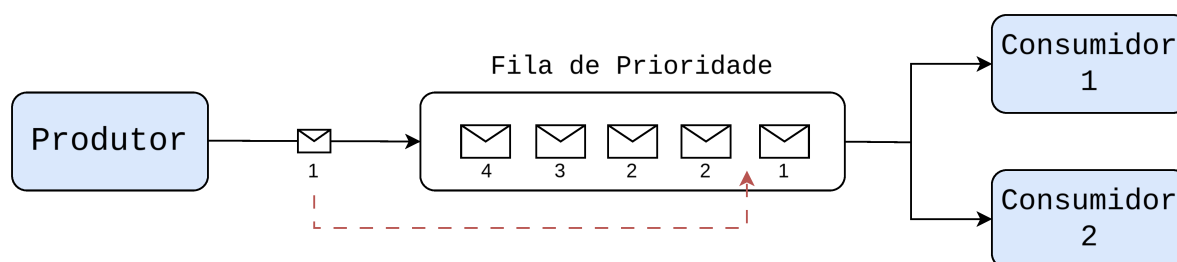 Produtor
1
Fila de Prioridade
4 3 2 2 1
Consumidor
1
Consumidor
2